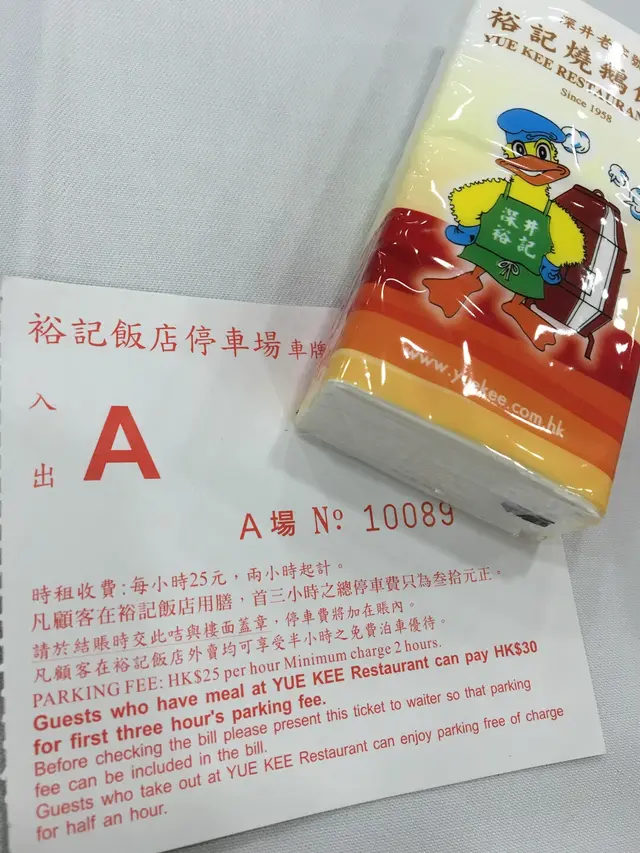 深井老
裕記燒鵝
YUE KEE RESTAURAN
Since 1958
深井
裕記
www.yuekee.com.hk
裕記飯店停車場 車牌
入
A
出
A場 No 10089
時租收費:每小時25元,兩小時起計。
凡顧客在裕記飯店用膳,首三小時之總停車費只為叁拾元正。
請於結賬時交此咭與樓面蓋章,停車費將加在賬內。
凡顧客在裕記飯店外賣均可享受半小時之免費泊車優待。
PARKING FEE: HK$25 per hour Minimum charge 2 hours.
Guests who have meal at YUE KEE Restaurant can pay HK$30
for first three hour's parking fee.
Before checking the bill please present this ticket to waiter so that parking
fee can be included in the bill.
Guests who take out at YUE KEE Restaurant can enjoy parking free of charge
for half an hour.